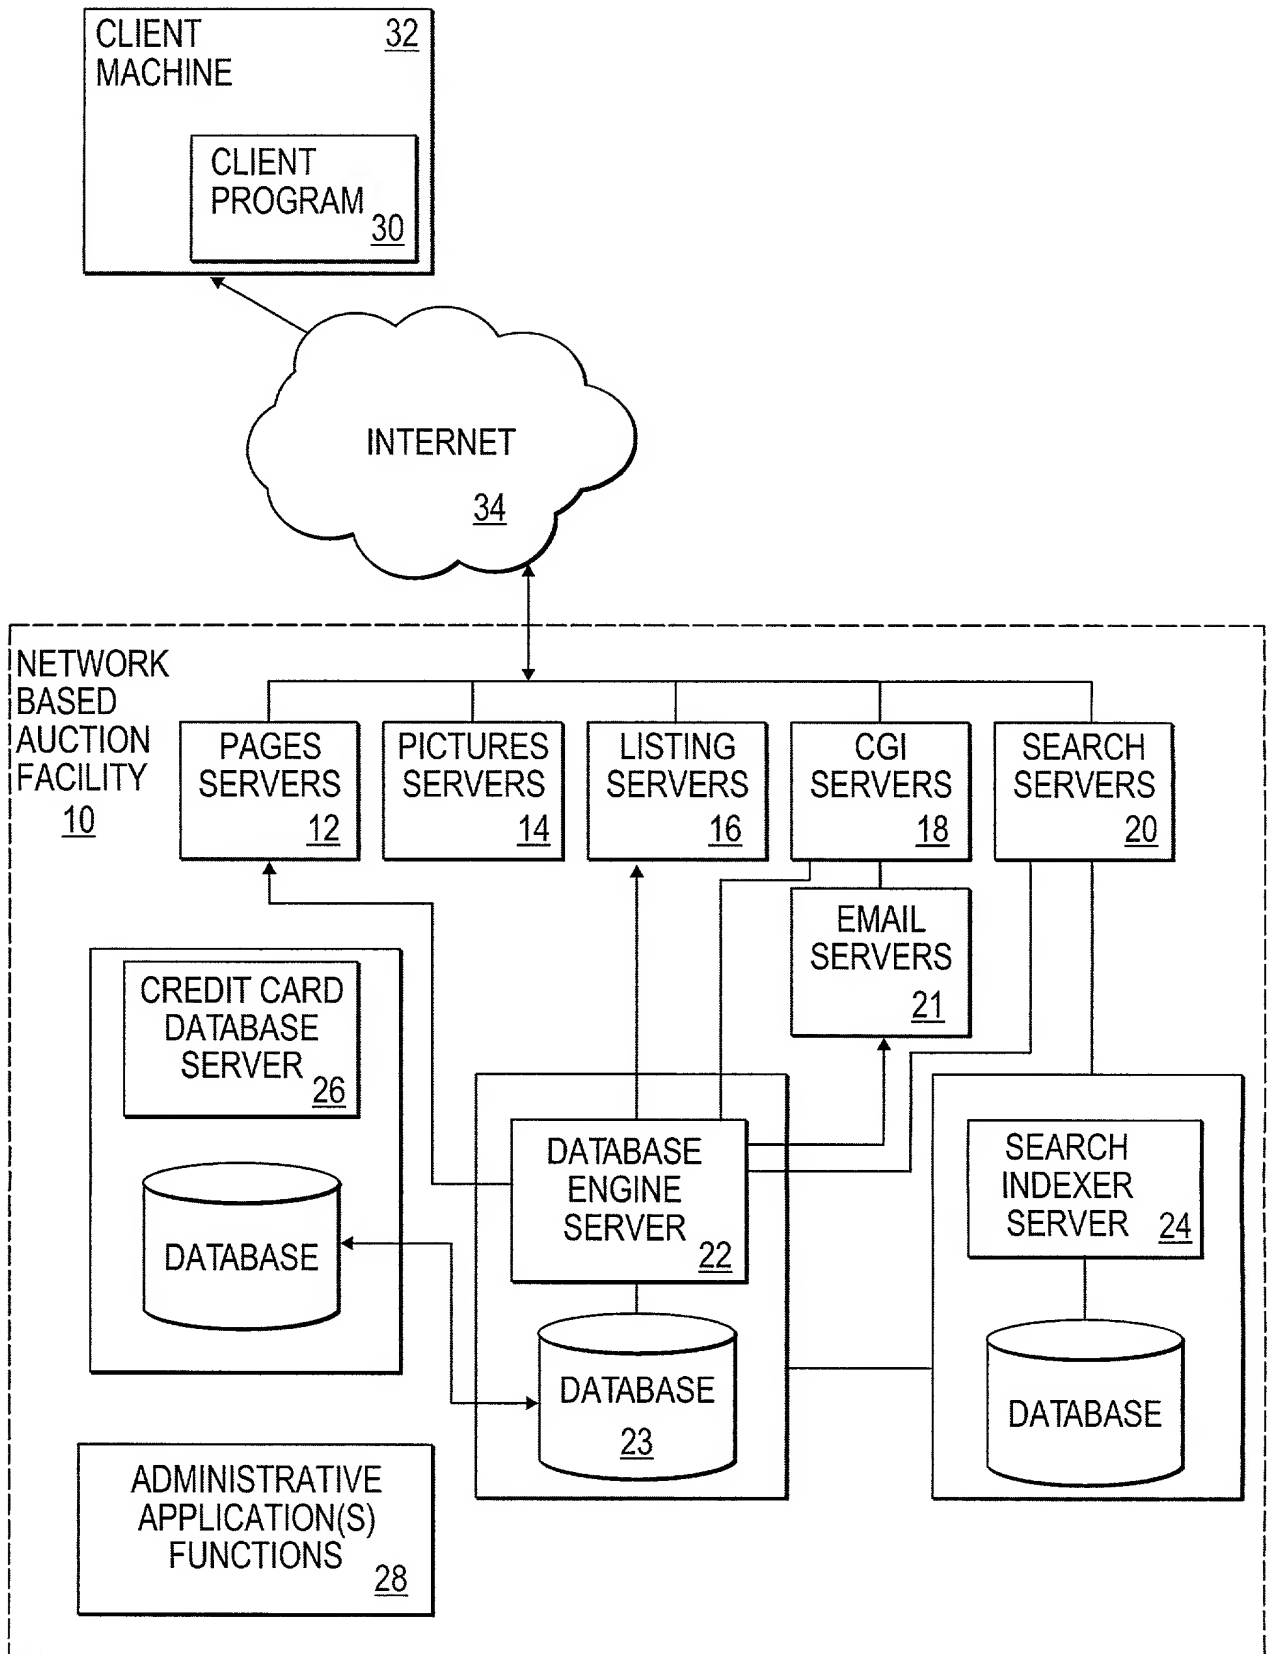 CLIENT
MACHINE
32
CLIENT
PROGRAM
30
INTERNET
34
NETWORK
BASED
AUCTION
FACILITY
10
PAGES
SERVERS
12
PICTURES
SERVERS
14
LISTING
SERVERS
16
CGI
SERVERS
18
SEARCH
SERVERS
20
EMAIL
SERVERS
21
CREDIT CARD
DATABASE
SERVER
26
DATABASE
DATABASE
ENGINE
SERVER
22
DATABASE
23
SEARCH
INDEXER
SERVER
24
DATABASE
ADMINISTRATIVE
APPLICATION(S)
FUNCTIONS
28